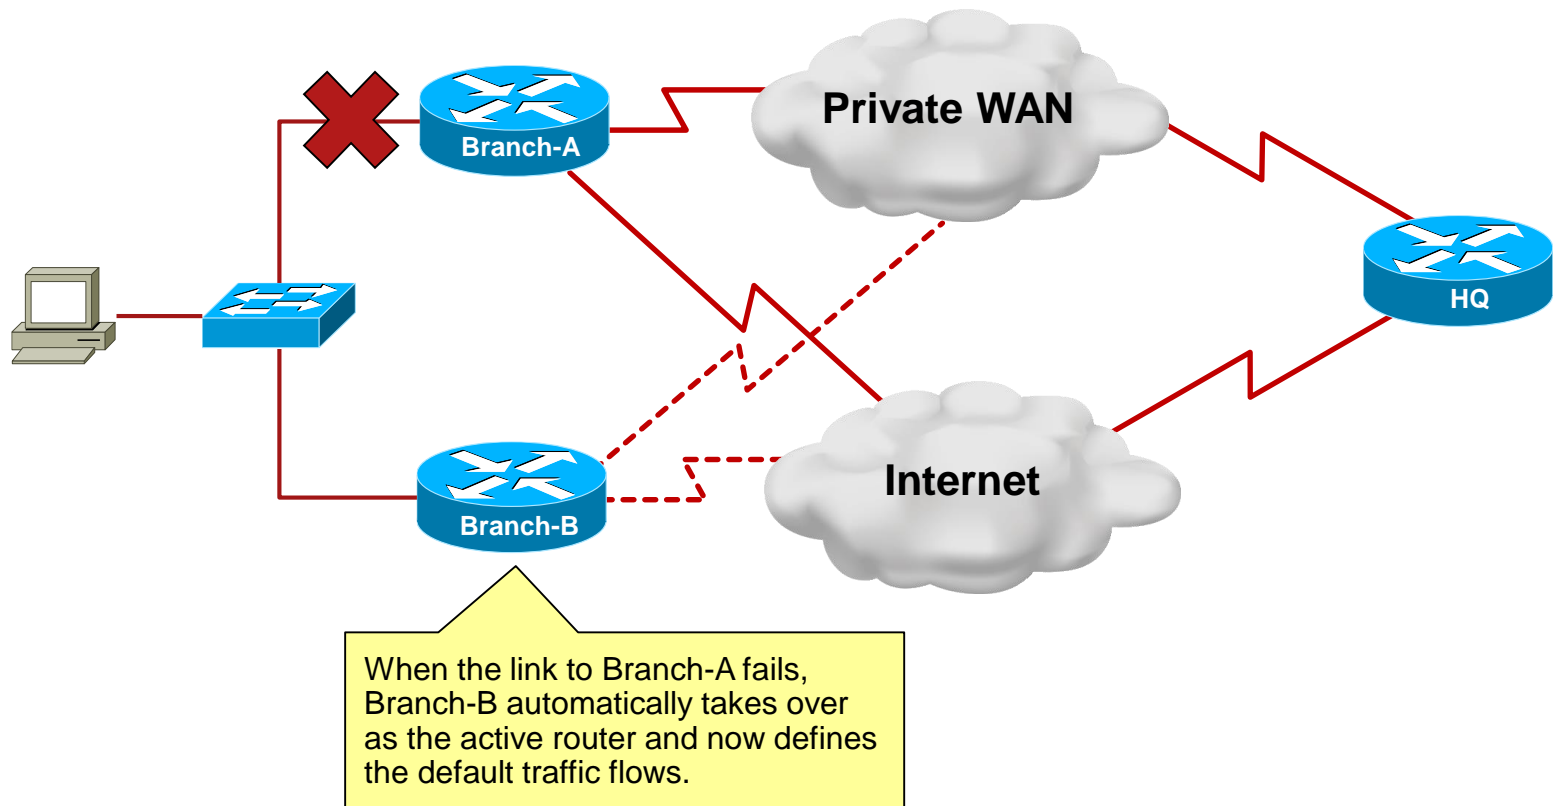 Private WAN
Branch-A
HQ
Internet
Branch-B
When the link to Branch-A fails,
Branch-B automatically takes over
as the active router and now defines
the default traffic flows.